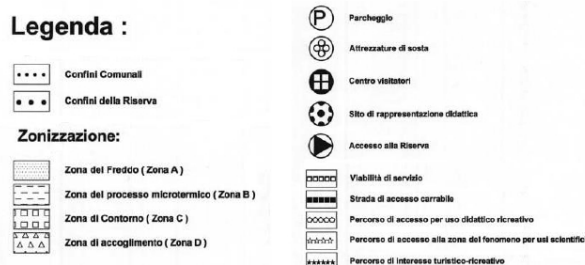 Legenda :
Confini Comunali
Confini della Riserva
Zonizzazione:
Zona del Freddo ( Zona A )
Zona del processo microtermico ( Zona B )
Zona di Contorno ( Zona C )
Zona di accoglimento ( Zona D )
P Parcheggio
Attrezzature di sosta
Centro visitatori
Sito di rappresentazione didattica
Accesso alla Riserva
Viabilità di servizio
Strada di accesso carrabile
Percorso di accesso per uso didattico ricreativo
Percorso di accesso alla zona del fenomeno per usi scientific
Percorso di interesse turistico-ricreativo